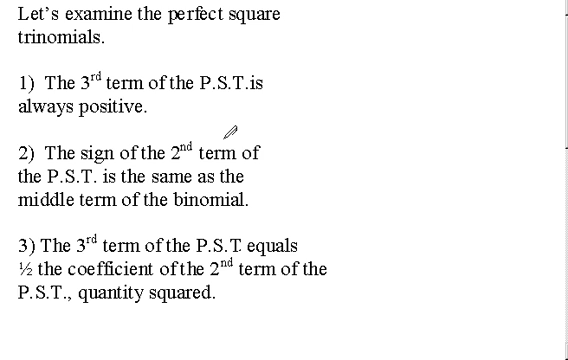 Let's examine the perfect square
trinomials.
1) The 3rd term of the P.S.T.is
always positive.
2) The sign of the 2nd term of
the P.S.T. is the same as the
middle term of the binomial.
3) The 3rd term of the P.S.T. equals
½ the coefficient of the 2nd term of the
P.S.T., quantity squared.